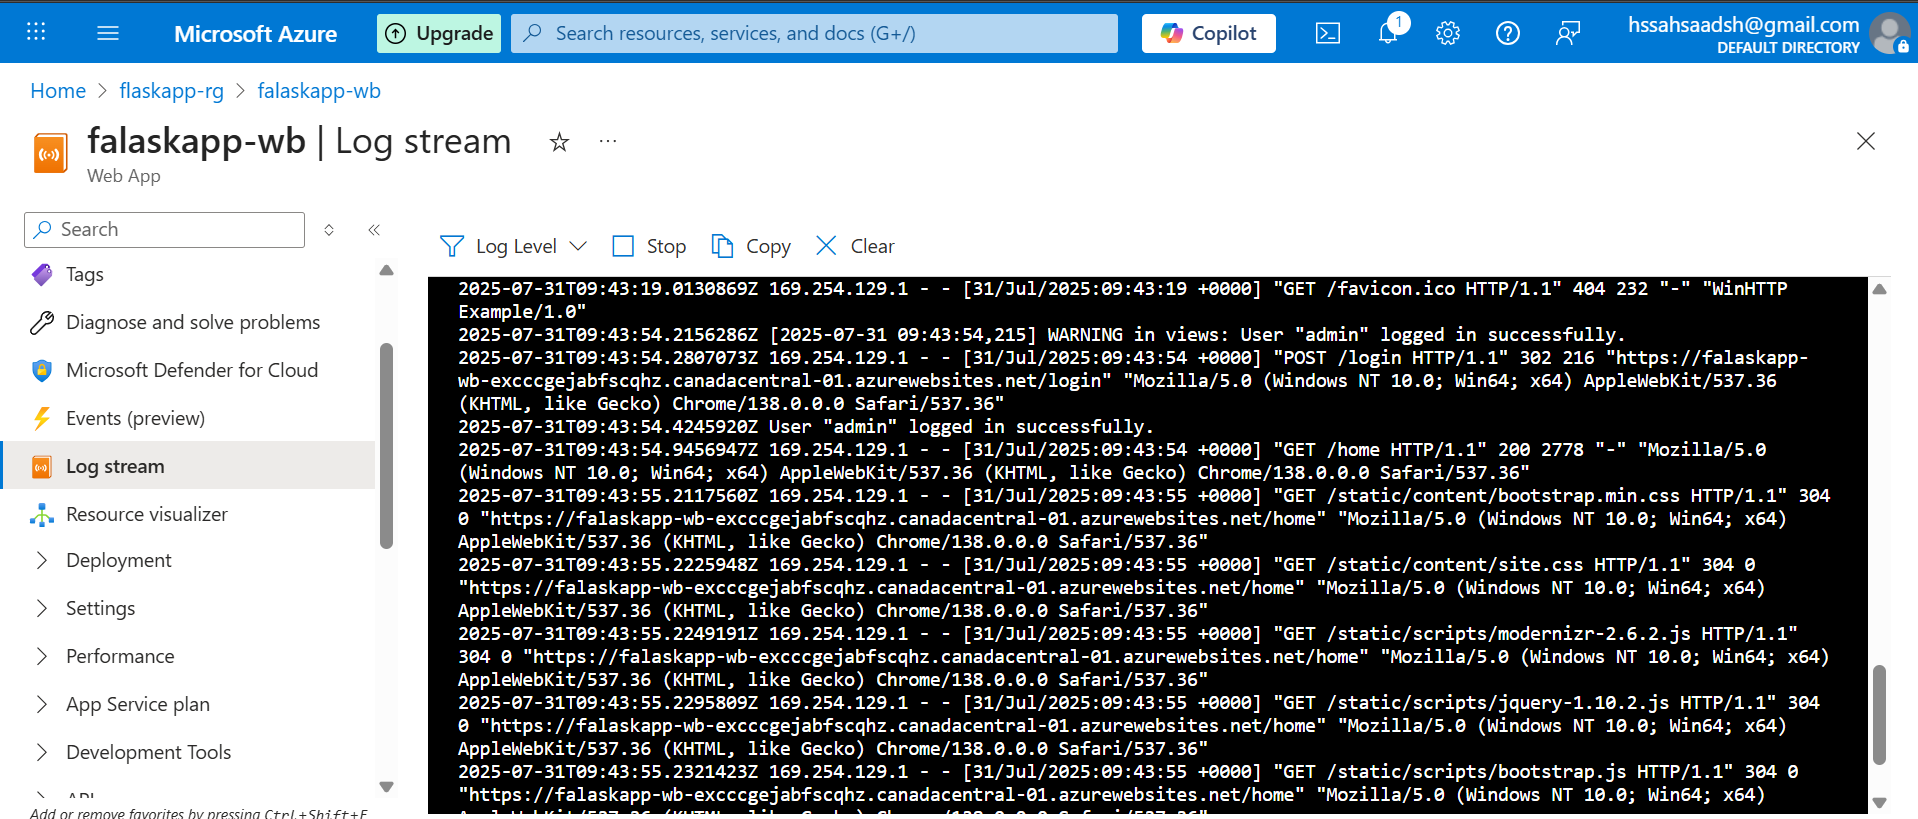 Microsoft Azure
Upgrade
Search resources, services, and docs (G+/)
Copilot
1
hssahsaadsh@gmail.com
DEFAULT DIRECTORY
Home > flaskapp-rg > falaskapp-wb
falaskapp-wb | Log stream
Web App
Search
Tags
Diagnose and solve problems
Microsoft Defender for Cloud
Events (preview)
Log stream
Resource visualizer
Deployment
Settings
Performance
App Service plan
Development Tools
API
Add or remove favorites by pressing Ctrl+Shift+F
Log Level
Stop
Copy
Clear
2025-07-31T09:43:19.0130869Z 169.254.129.1 - - [31/Jul/2025:09:43:19 +0000] "GET /favicon.ico HTTP/1.1" 404 232 "-" "WinHTTP
Example/1.0"
2025-07-31T09:43:54.2156286Z [2025-07-31 09:43:54,215] WARNING in views: User "admin" logged in successfully.
2025-07-31T09:43:54.2807073Z 169.254.129.1 - - [31/Jul/2025:09:43:54 +0000] "POST /login HTTP/1.1" 302 216 "https://falaskapp-
wb-excccgejabfscqhz.canadacentral-01.azurewebsites.net/login" "Mozilla/5.0 (Windows NT 10.0; Win64; x64) AppleWebKit/537.36
(KHTML, like Gecko) Chrome/138.0.0.0 Safari/537.36"
2025-07-31T09:43:54.4245920Z User "admin" logged in successfully.
2025-07-31T09:43:54.9456947Z 169.254.129.1 - - [31/Jul/2025:09:43:54 +0000] "GET /home HTTP/1.1" 200 2778 "-" "Mozilla/5.0
(Windows NT 10.0; Win64; x64) AppleWebKit/537.36 (KHTML, like Gecko) Chrome/138.0.0.0 Safari/537.36"
2025-07-31T09:43:55.2117560Z 169.254.129.1 - - [31/Jul/2025:09:43:55 +0000] "GET /static/content/bootstrap.min.css HTTP/1.1" 304
0 "https://falaskapp-wb-excccgejabfscqhz.canadacentral-01.azurewebsites.net/home" "Mozilla/5.0 (Windows NT 10.0; Win64; x64)
AppleWebKit/537.36 (KHTML, like Gecko) Chrome/138.0.0.0 Safari/537.36"
2025-07-31T09:43:55.2225948Z 169.254.129.1 - - [31/Jul/2025:09:43:55 +0000] "GET /static/content/site.css HTTP/1.1" 304 0
"https://falaskapp-wb-excccgejabfscqhz.canadacentral-01.azurewebsites.net/home" "Mozilla/5.0 (Windows NT 10.0; Win64; x64)
AppleWebKit/537.36 (KHTML, like Gecko) Chrome/138.0.0.0 Safari/537.36"
2025-07-31T09:43:55.2249191Z 169.254.129.1 - - [31/Jul/2025:09:43:55 +0000] "GET /static/scripts/modernizr-2.6.2.js HTTP/1.1"
304 0 "https://falaskapp-wb-excccgejabfscqhz.canadacentral-01.azurewebsites.net/home" "Mozilla/5.0 (Windows NT 10.0; Win64; x64)
AppleWebKit/537.36 (KHTML, like Gecko) Chrome/138.0.0.0 Safari/537.36"
2025-07-31T09:43:55.2295809Z 169.254.129.1 - - [31/Jul/2025:09:43:55 +0000] "GET /static/scripts/jquery-1.10.2.js HTTP/1.1" 304
0 "https://falaskapp-wb-excccgejabfscqhz.canadacentral-01.azurewebsites.net/home" "Mozilla/5.0 (Windows NT 10.0; Win64; x64)
AppleWebKit/537.36 (KHTML, like Gecko) Chrome/138.0.0.0 Safari/537.36"
2025-07-31T09:43:55.2321423Z 169.254.129.1 - - [31/Jul/2025:09:43:55 +0000] "GET /static/scripts/bootstrap.js HTTP/1.1" 304 0
"https://falaskapp-wb-excccgejabfscqhz.canadacentral-01.azurewebsites.net/home" "Mozilla/5.0 (Windows NT 10.0; Win64; x64)
AppleWebKit/537.36 (KHTML, like Gecko) Chrome/138.0.0.0 Safari/537.36"